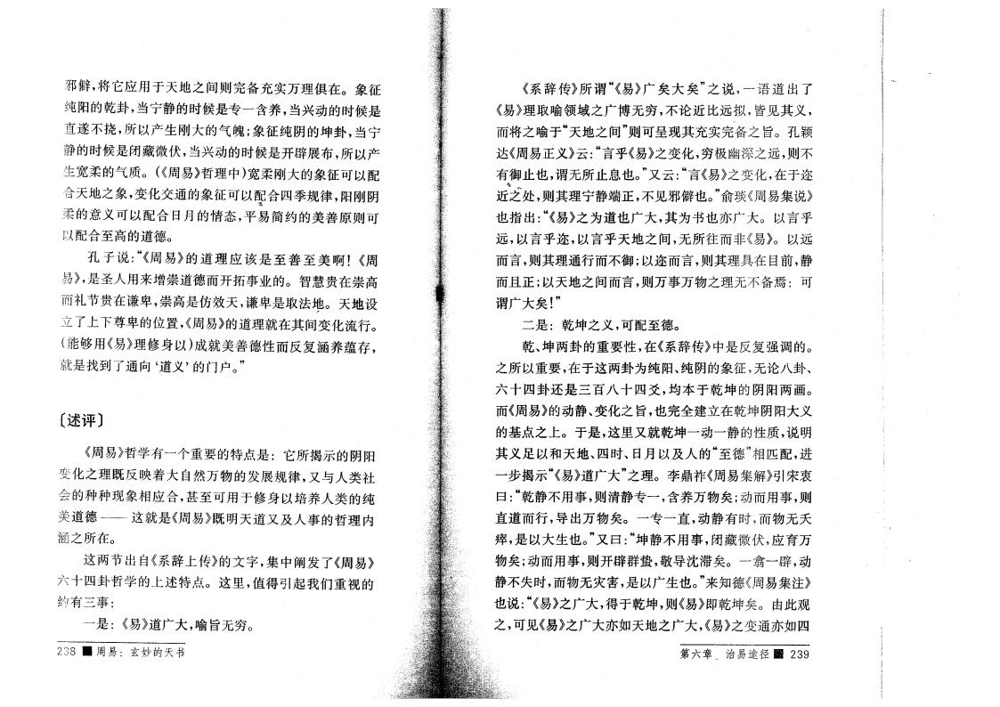 邪僻，将它应用于天地之间则完备充实万理俱在。象征
纯阳的乾卦，当宁静的时候是专一含养，当兴动的时候是
直遂不挠，所以产生刚大的气魄；象征纯阴的坤卦，当宁
静的时候是闭藏微伏，当兴动的时候是开辟展布，所以产
生宽柔的气质。(《周易》哲理中)宽柔刚大的象征可以配
合天地之象，变化交通的象征可以配合四季规律，阳刚阴
柔的意义可以配合日月的情态，平易简约的美善原则可
以配合至高的道德。
孔子说：“《周易》的道理应该是至善至美啊！《周
易》，是圣人用来增崇道德而开拓事业的。智慧贵在崇高
而礼节贵在谦卑，崇高是仿效天，谦卑是取法地。天地设
立了上下尊卑的位置，《周易》的道理就在其间变化流行。
(能够用《易》理修身以)成就美善德性而反复涵养蕴存，
就是找到了通向‘道义’的门户。”
〔述评〕
《周易》哲学有一个重要的特点是：它所揭示的阴阳
变化之理既反映着大自然万物的发展规律，又与人类社
会的种种现象相应合，甚至可用于修身以培养人类的纯
美道德——这就是《周易》既明天道又及人事的哲理内
涵之所在。
这两节出自《系辞上传》的文字，集中阐发了《周易》
六十四卦哲学的上述特点。这里，值得引起我们重视的
约有三事：
一是：《易》道广大，喻旨无穷。
238 ■ 周易：玄妙的天书
《系辞传》所谓“《易》广矣大矣”之说，一语道出了
《易》理取喻领域之广博无穷，不论近比远拟，皆见其义，
而将之喻于“天地之间”则可呈现其充实完备之旨。孔颖
达《周易正义》云：“言乎《易》之变化，穷极幽深之远，则不
有御止也，谓无所止息也。”又云：“言《易》之变化，在于迩
近之处，则其理宁静端正，不见邪僻也。”俞琰《周易集说》
也指出：“《易》之为道也广大，其为书也亦广大。以言乎
远，以言乎迩，以言乎天地之间，无所往而非《易》。以远
而言，则其理通行而不御；以迩而言，则其理具在目前，静
而且正；以天地之间而言，则万事万物之理无不备焉：可
谓广大矣！”
二是：乾坤之义，可配至德。
乾、坤两卦的重要性，在《系辞传》中是反复强调的。
之所以重要，在于这两卦为纯阳、纯阴的象征，无论八卦、
六十四卦还是三百八十四爻，均本于乾坤的阴阳两画。
而《周易》的动静、变化之旨，也完全建立在乾坤阴阳大义
的基点之上。于是，这里又就乾坤一动一静的性质，说明
其义足以和天地、四时、日月以及人的“至德”相匹配，进
一步揭示“《易》道广大”之理。李鼎祚《周易集解》引宋衷
曰：“乾静不用事，则清静专一，含养万物矣；动而用事，则
直道而行，导出万物矣。一专一直，动静有时，而物无夭
瘁，是以大生也。”又曰：“坤静不用事，闭藏微伏，应育万
物矣；动而用事，则开辟群蛰，敬导沈滞矣。一翕一辟，动
静不失时，而物无灾害，是以广生也。”来知德《周易集注》
也说：“《易》之广大，得于乾坤，则《易》即乾坤矣。由此观
之，可见《易》之广大亦如天地之广大，《易》之变通亦如四
第六章 治易途径 ■ 239